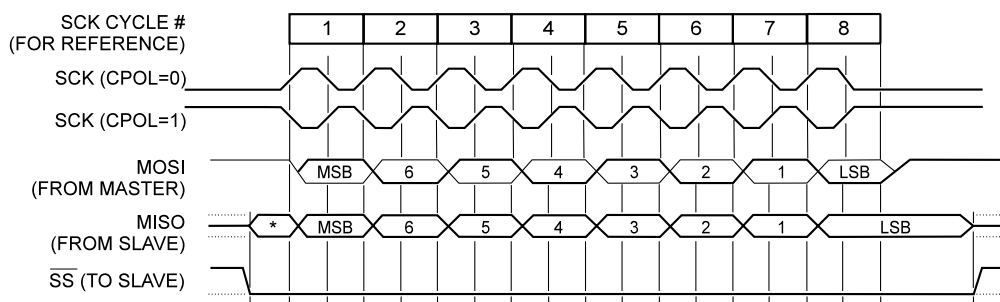 SCK CYCLE # 1 2 3 4 5 6 7 8
(FOR REFERENCE)
SCK (CPOL=0)
SCK (CPOL=1)
MOSI MSB 6 5 4 3 2 1 LSB
(FROM MASTER)
MISO * MSB 6 5 4 3 2 1 LSB
(FROM SLAVE)
SS (TO SLAVE)